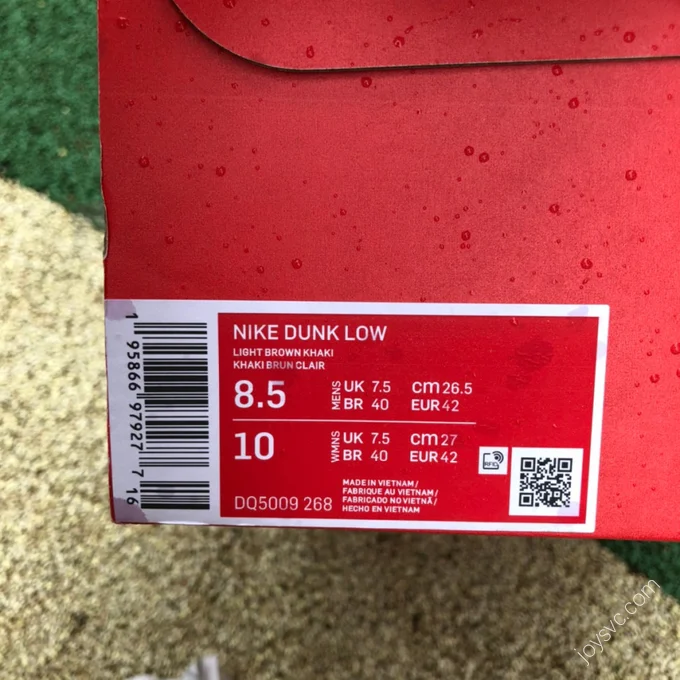 NIKE DUNK LOW
LIGHT BROWN KHAKI
KHAKI BRUN CLAIR
8.5 MENS UK 7.5 cm 26.5
BR 40 EUR 42
10 WMNS UK 7.5 cm 27
BR 40 EUR 42
RFID
DQ5009 268
MADE IN VIETNAM/
FABRIQUE AU VIETNAM/
FABRICADO NO VIETNÃ/
HECHO EN VIETNAM
1 95866 97927 7 16
joysvc.com